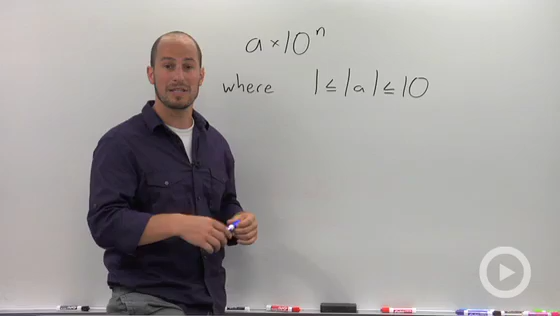 a × 10ⁿ
where 1 ≤ |a| ≤ 10